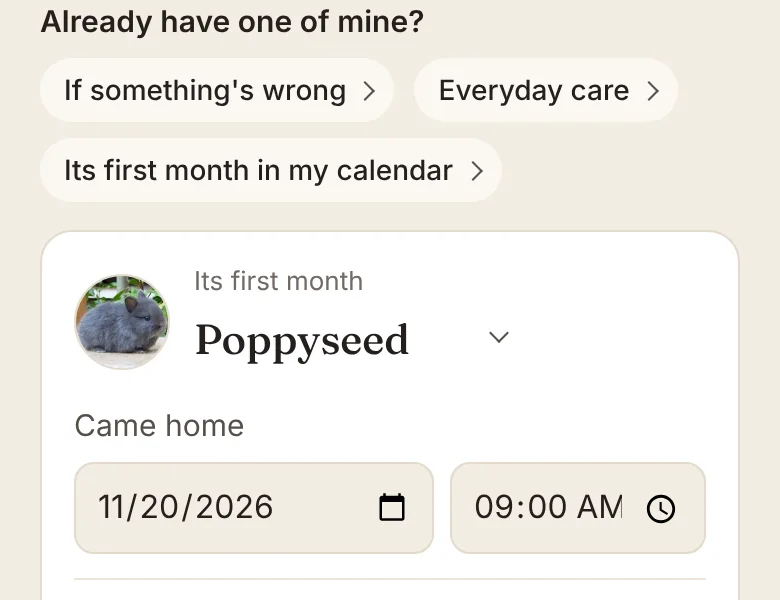 Already have one of mine?
If something's wrong
Everyday care
Its first month in my calendar
Its first month
Poppyseed
Came home
11/20/2026
09:00 AM